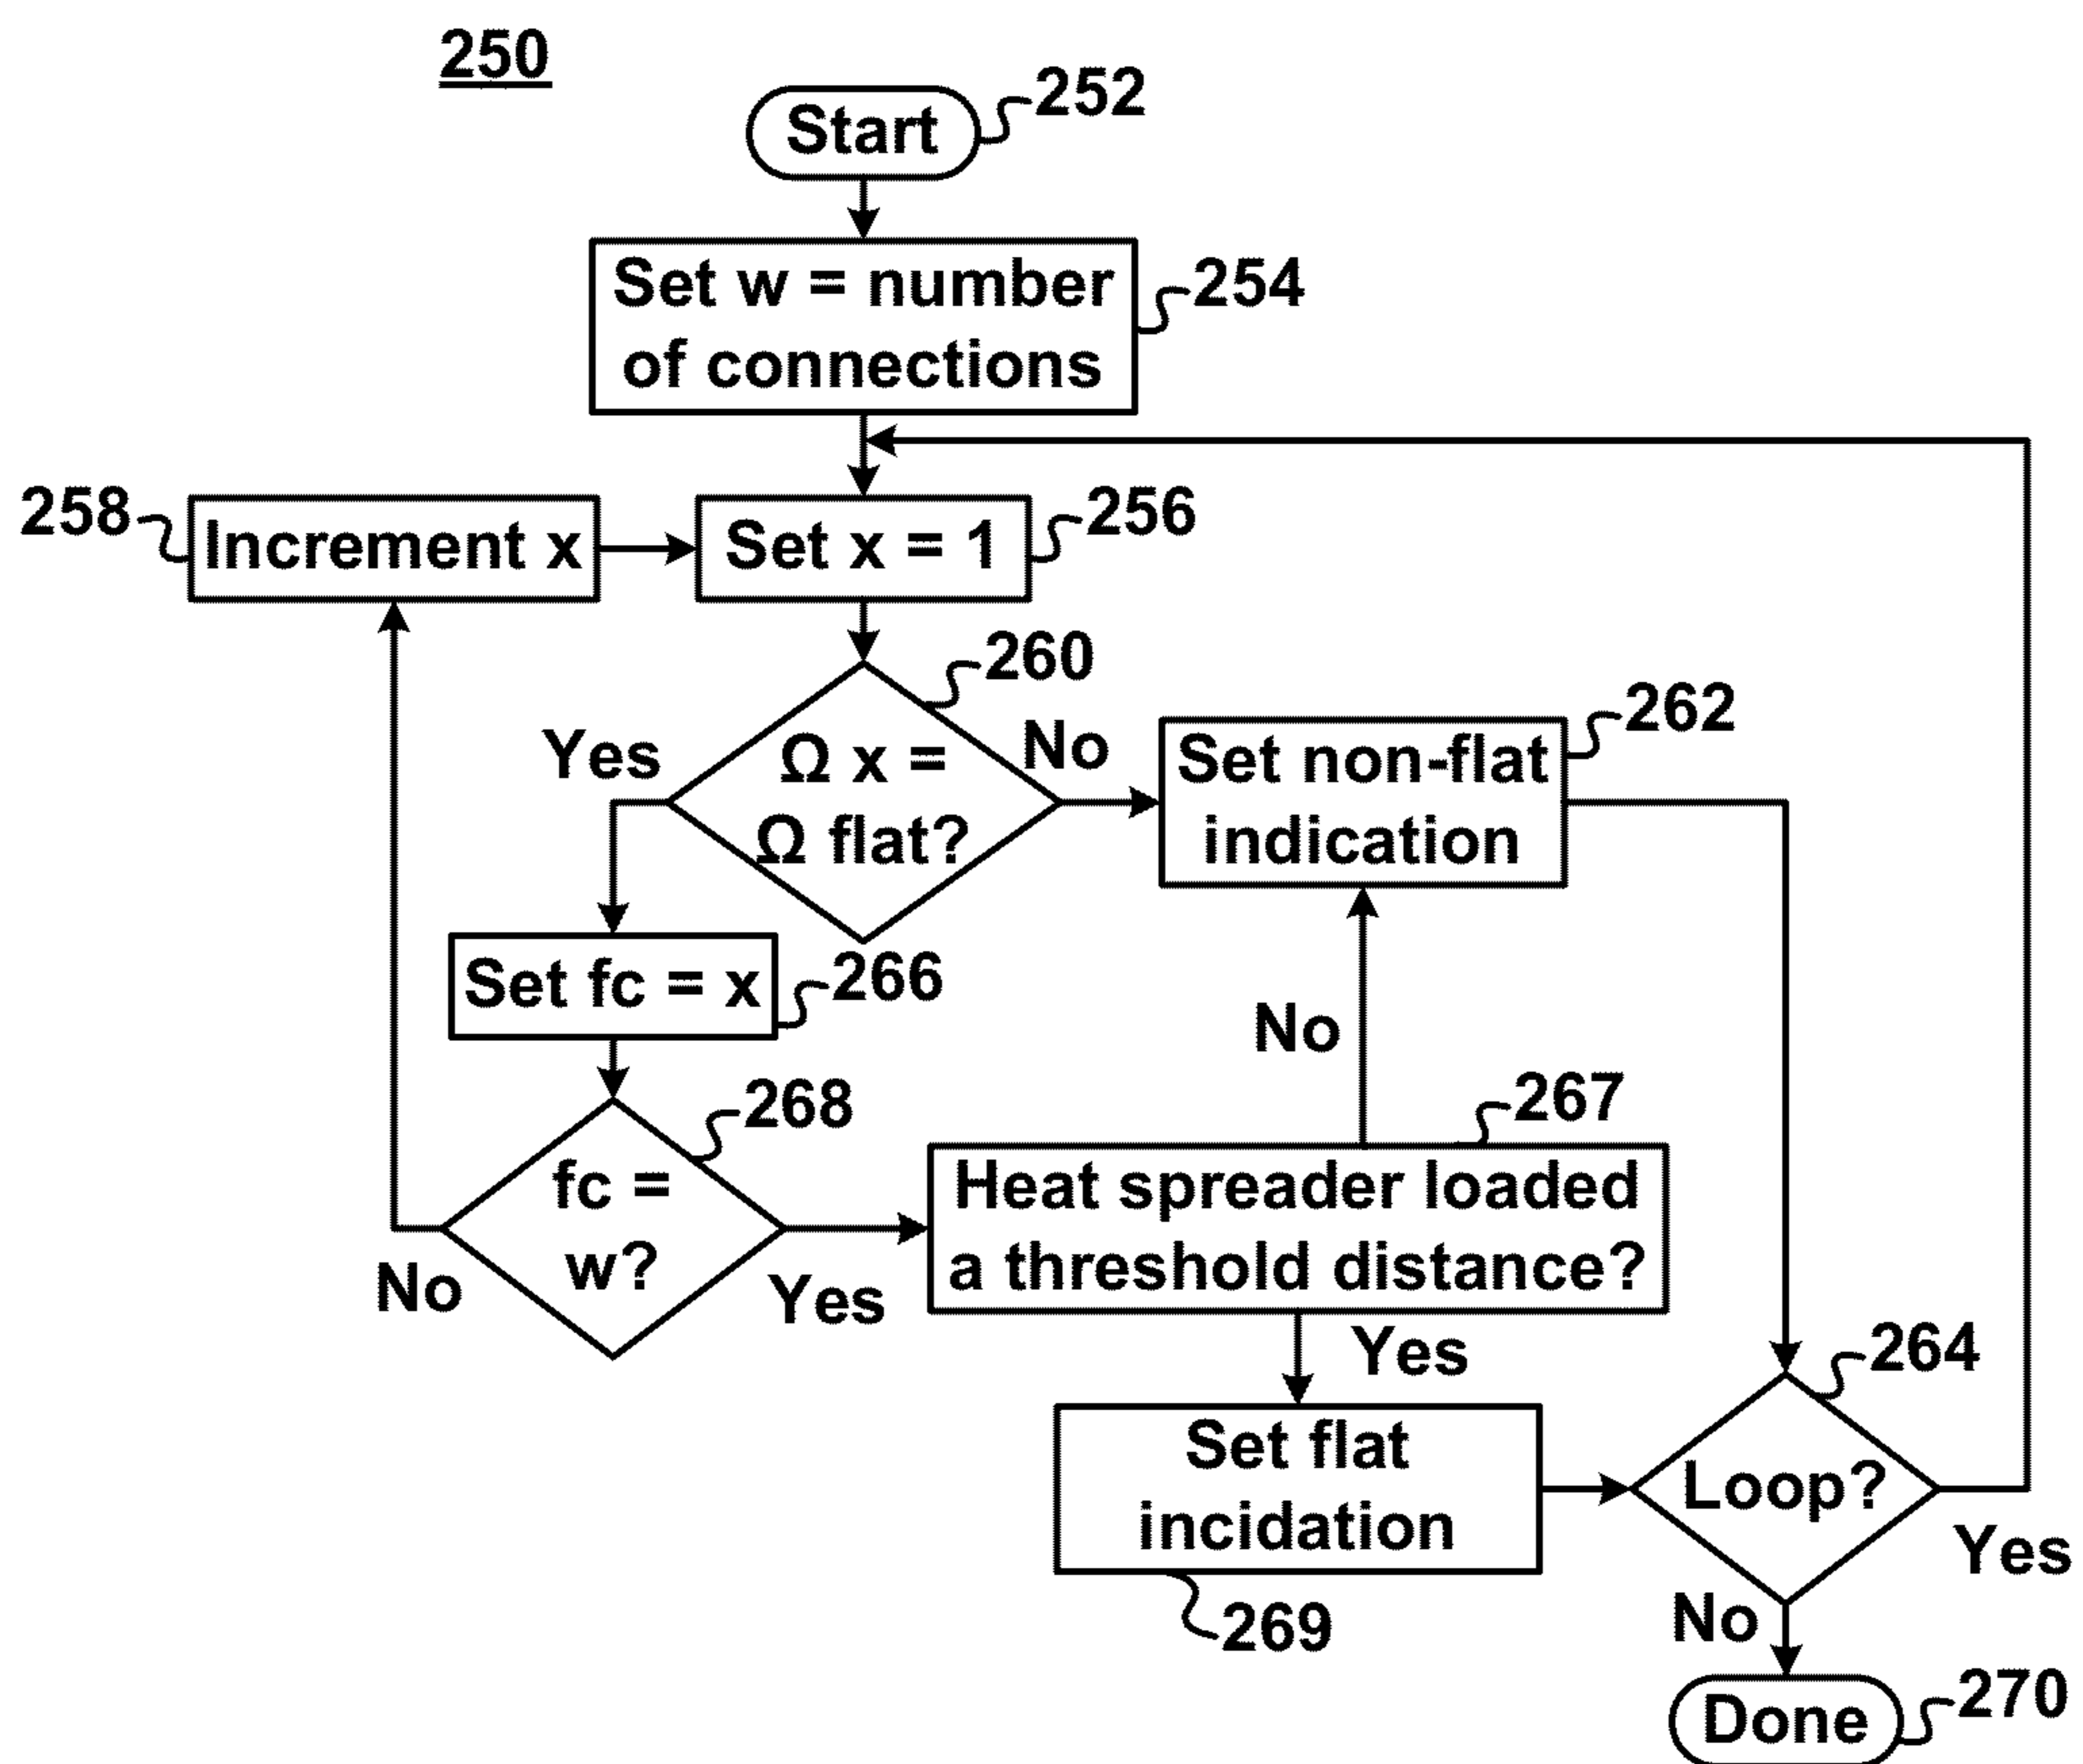 250
Start
252
Set w = number
of connections
254
258
Increment x
Set x = 1
256
260
Yes
Ω x =
Ω flat?
No
Set non-flat
indication
262
Set fc = x
266
No
268
fc =
w?
No
Yes
267
Heat spreader loaded
a threshold distance?
Yes
264
Set flat
incidation
269
Loop?
Yes
No
Done
270